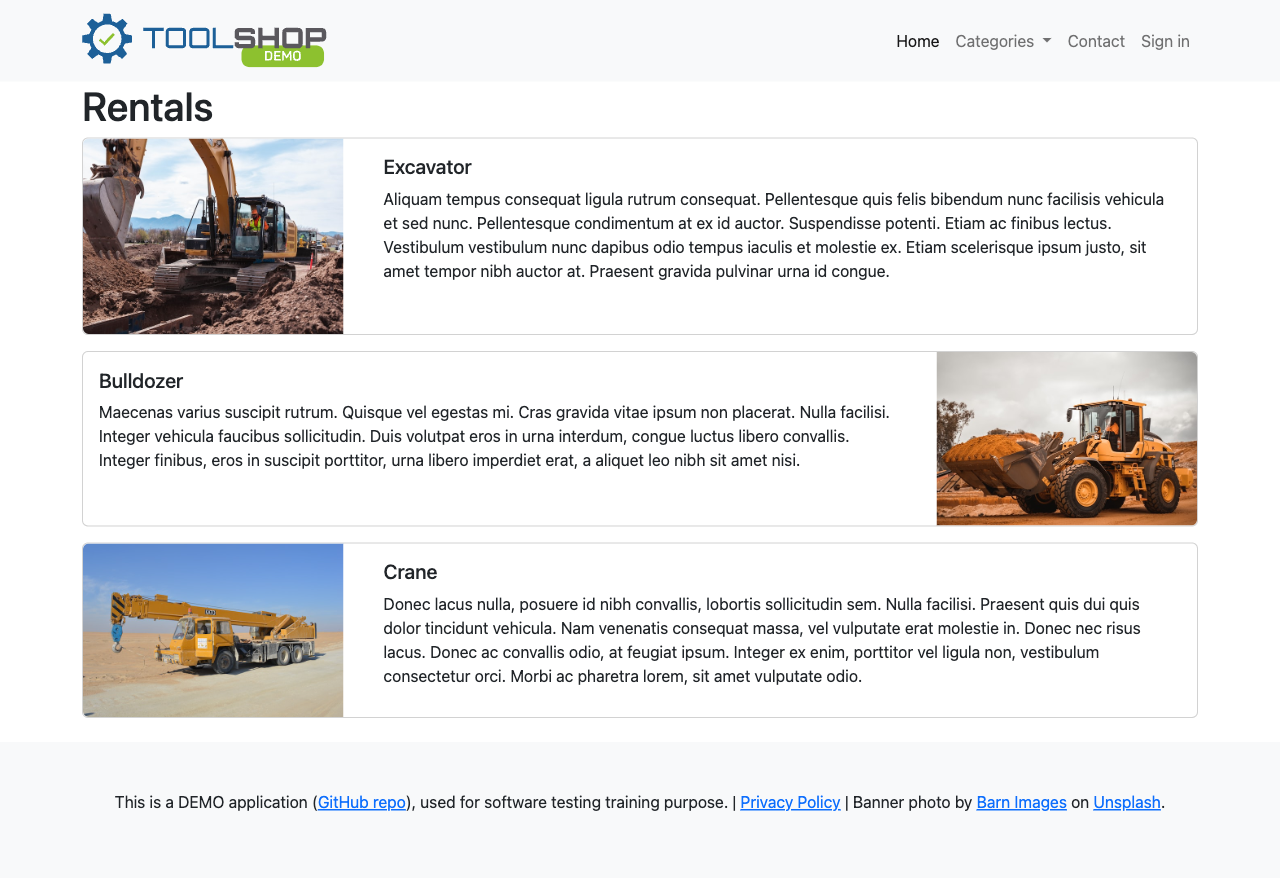 TOOLSHOP
DEMO
Home Categories Contact Sign in
Rentals
Excavator
Aliquam tempus consequat ligula rutrum consequat. Pellentesque quis felis bibendum nunc facilisis vehicula
et sed nunc. Pellentesque condimentum at ex id auctor. Suspendisse potenti. Etiam ac finibus lectus.
Vestibulum vestibulum nunc dapibus odio tempus iaculis et molestie ex. Etiam scelerisque ipsum justo, sit
amet tempor nibh auctor at. Praesent gravida pulvinar urna id congue.
Bulldozer
Maecenas varius suscipit rutrum. Quisque vel egestas mi. Cras gravida vitae ipsum non placerat. Nulla facilisi.
Integer vehicula faucibus sollicitudin. Duis volutpat eros in urna interdum, congue luctus libero convallis.
Integer finibus, eros in suscipit porttitor, urna libero imperdiet erat, a aliquet leo nibh sit amet nisi.
Crane
Donec lacus nulla, posuere id nibh convallis, lobortis sollicitudin sem. Nulla facilisi. Praesent quis dui quis
dolor tincidunt vehicula. Nam venenatis consequat massa, vel vulputate erat molestie in. Donec nec risus
lacus. Donec ac convallis odio, at feugiat ipsum. Integer ex enim, porttitor vel ligula non, vestibulum
consectetur orci. Morbi ac pharetra lorem, sit amet vulputate odio.
This is a DEMO application (GitHub repo), used for software testing training purpose. | Privacy Policy | Banner photo by Barn Images on Unsplash.